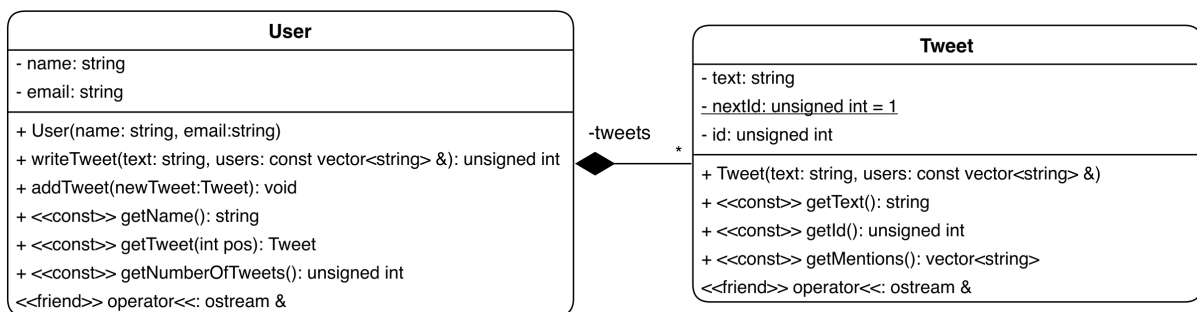 User
- name: string
- email: string
+ User(name: string, email:string)
+ writeTweet(text: string, users: const vector<string> &): unsigned int
+ addTweet(newTweet:Tweet): void
+ <<const>> getName(): string
+ <<const>> getTweet(int pos): Tweet
+ <<const>> getNumberOfTweets(): unsigned int
<<friend>> operator<<: ostream &
-tweets
*
Tweet
- text: string
- nextId: unsigned int = 1
- id: unsigned int
+ Tweet(text: string, users: const vector<string> &)
+ <<const>> getText(): string
+ <<const>> getId(): unsigned int
+ <<const>> getMentions(): vector<string>
<<friend>> operator<<: ostream &